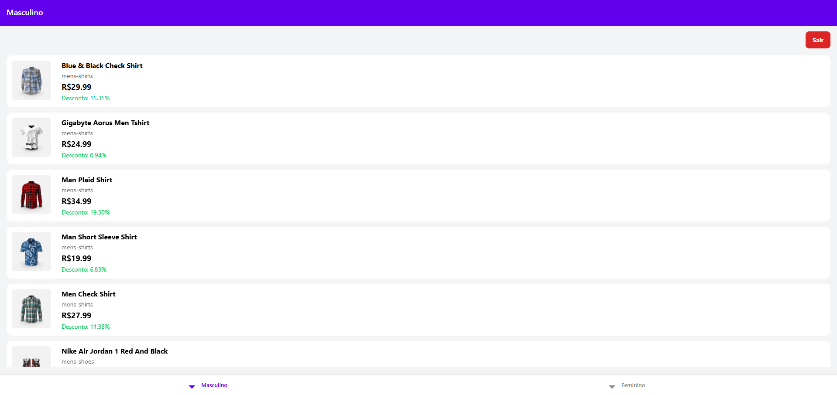 Masculino
Sair
Blue & Black Check Shirt
mens-shirts
R$29.99
Desconto: 15.35%
Gigabyte Aorus Men Tshirt
mens-shirts
R$24.99
Desconto: 0.94%
Man Plaid Shirt
mens-shirts
R$34.99
Desconto: 19.50%
Man Short Sleeve Shirt
mens-shirts
R$19.99
Desconto: 6.83%
Men Check Shirt
mens-shirts
R$27.99
Desconto: 11.38%
Nike Air Jordan 1 Red And Black
mens-shoes
Masculino
Feminino